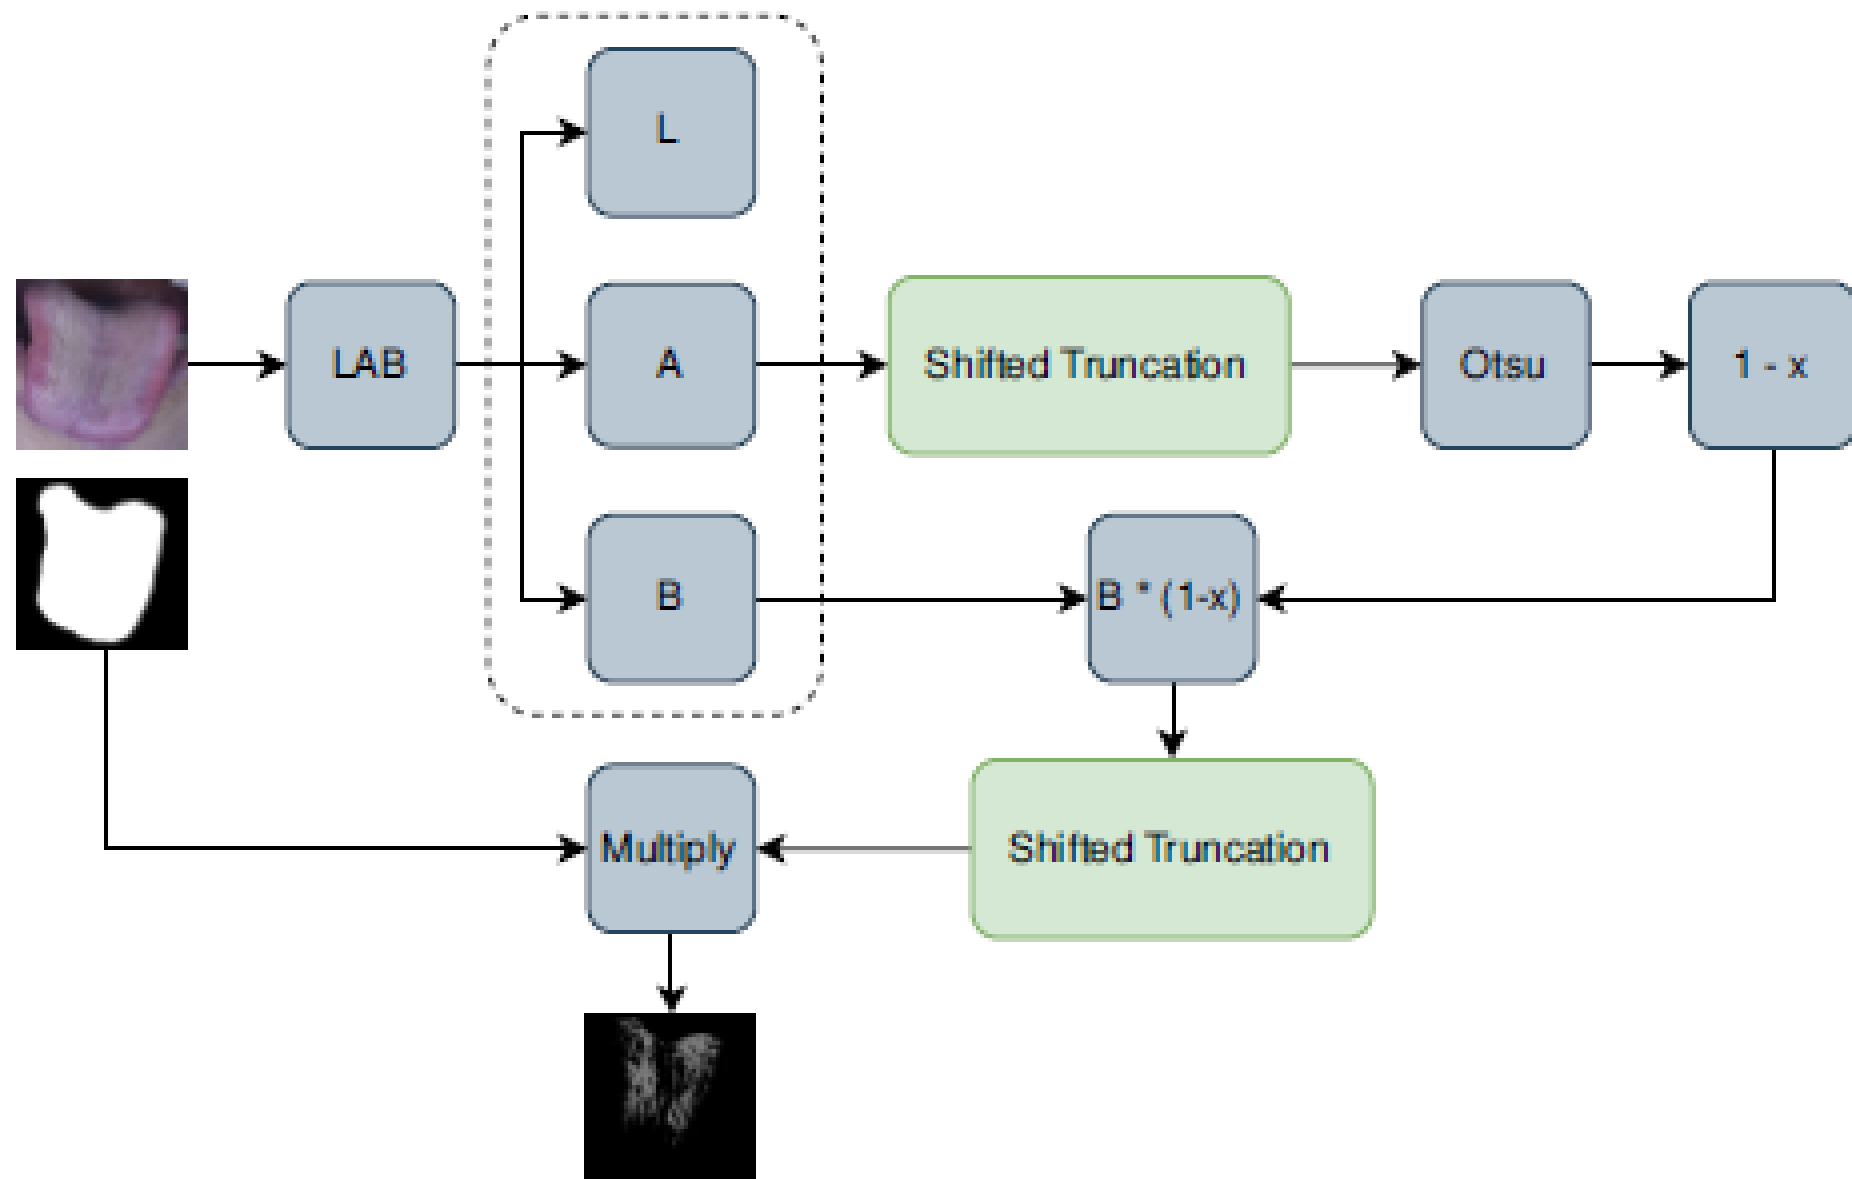 L
LAB
A
Shifted Truncation
Otsu
1 - x
B
B * (1-x)
Multiply
Shifted Truncation